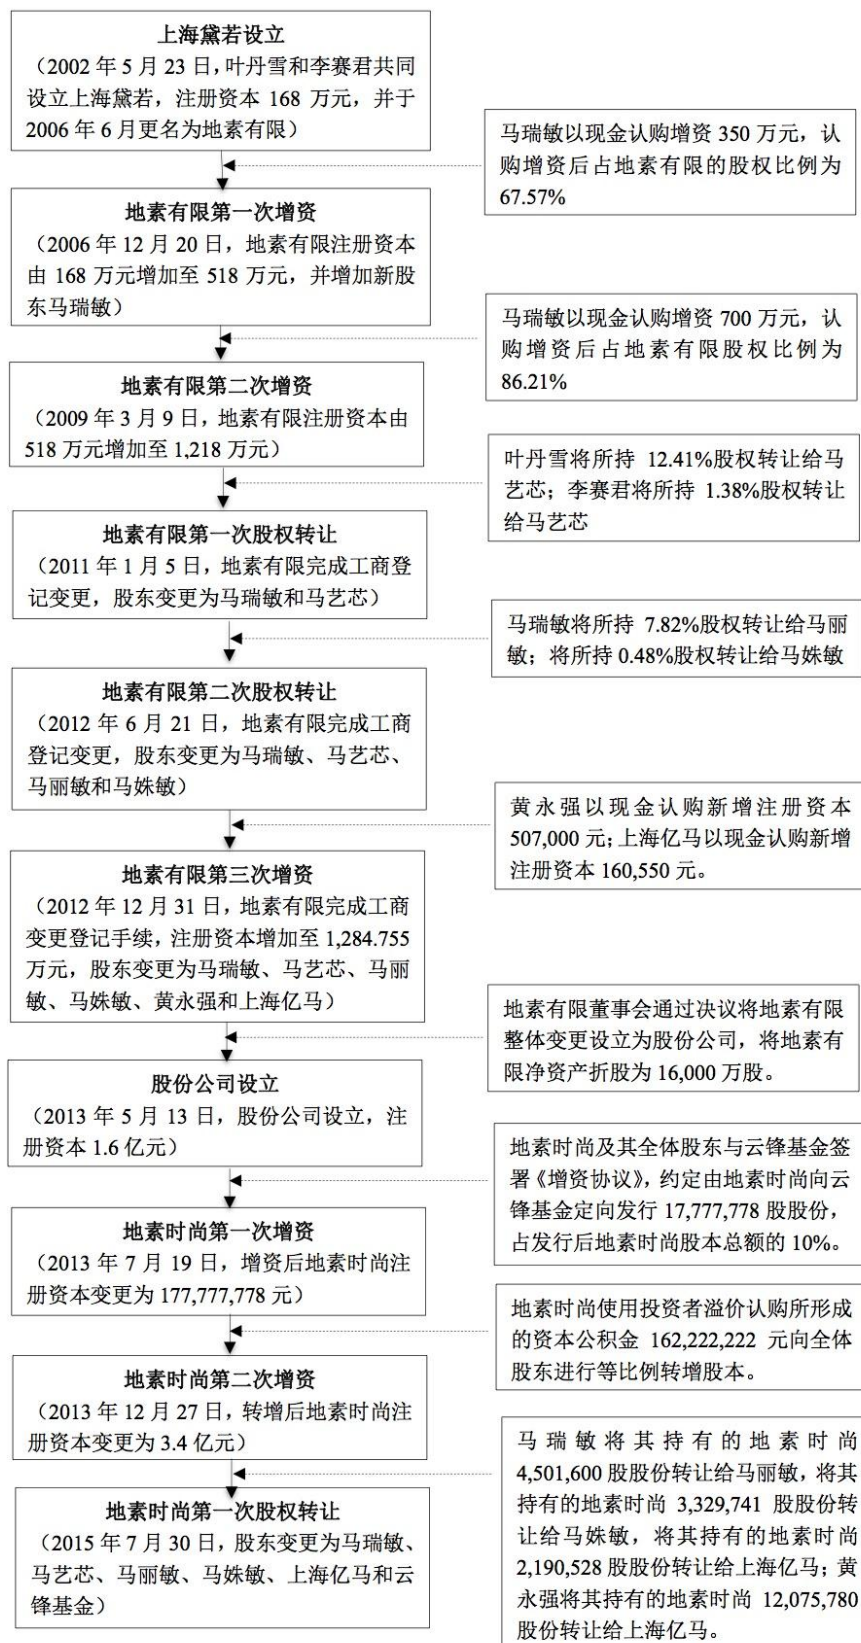 上海黛若设立
（2002 年 5 月 23 日，叶丹雪和李赛君共同
设立上海黛若，注册资本 168 万元，并于
2006 年 6 月更名为地素有限）
马瑞敏以现金认购增资 350 万元，认
购增资后占地素有限的股权比例为
67.57%
地素有限第一次增资
（2006 年 12 月 20 日，地素有限注册资本
由 168 万元增加至 518 万元，并增加新股
东马瑞敏）
马瑞敏以现金认购增资 700 万元，认
购增资后占地素有限股权比例为
86.21%
地素有限第二次增资
（2009 年 3 月 9 日，地素有限注册资本由
518 万元增加至 1,218 万元）
叶丹雪将所持 12.41%股权转让给马
艺芯；李赛君将所持 1.38%股权转让
给马艺芯
地素有限第一次股权转让
（2011 年 1 月 5 日，地素有限完成工商登
记变更，股东变更为马瑞敏和马艺芯）
马瑞敏将所持 7.82%股权转让给马丽
敏；将所持 0.48%股权转让给马姝敏
地素有限第二次股权转让
（2012 年 6 月 21 日，地素有限完成工商
登记变更，股东变更为马瑞敏、马艺芯、
马丽敏和马姝敏）
黄永强以现金认购新增注册资本
507,000 元；上海亿马以现金认购新增
注册资本 160,550 元。
地素有限第三次增资
（2012 年 12 月 31 日，地素有限完成工商
变更登记手续，注册资本增加至 1,284.755
万元，股东变更为马瑞敏、马艺芯、马丽
敏、马姝敏、黄永强和上海亿马）
地素有限董事会通过决议将地素有限
整体变更设立为股份公司，将地素有
限净资产折股为 16,000 万股。
股份公司设立
（2013 年 5 月 13 日，股份公司设立，注
册资本 1.6 亿元）
地素时尚及其全体股东与云锋基金签
署《增资协议》，约定由地素时尚向云
锋基金定向发行 17,777,778 股股份，
占发行后地素时尚股本总额的 10%。
地素时尚第一次增资
（2013 年 7 月 19 日，增资后地素时尚注
册资本变更为 177,777,778 元）
地素时尚使用投资者溢价认购所形成
的资本公积金 162,222,222 元向全体
股东进行等比例转增股本。
地素时尚第二次增资
（2013 年 12 月 27 日，转增后地素时尚注
册资本变更为 3.4 亿元）
马瑞敏将其持有的地素时尚
4,501,600 股股份转让给马丽敏，将其
持有的地素时尚 3,329,741 股股份转
让给马姝敏，将其持有的地素时尚
2,190,528 股股份转让给上海亿马；黄
永强将其持有的地素时尚 12,075,780
股份转让给上海亿马。
地素时尚第一次股权转让
（2015 年 7 月 30 日，股东变更为马瑞敏、
马艺芯、马丽敏、马姝敏、上海亿马和云
锋基金）